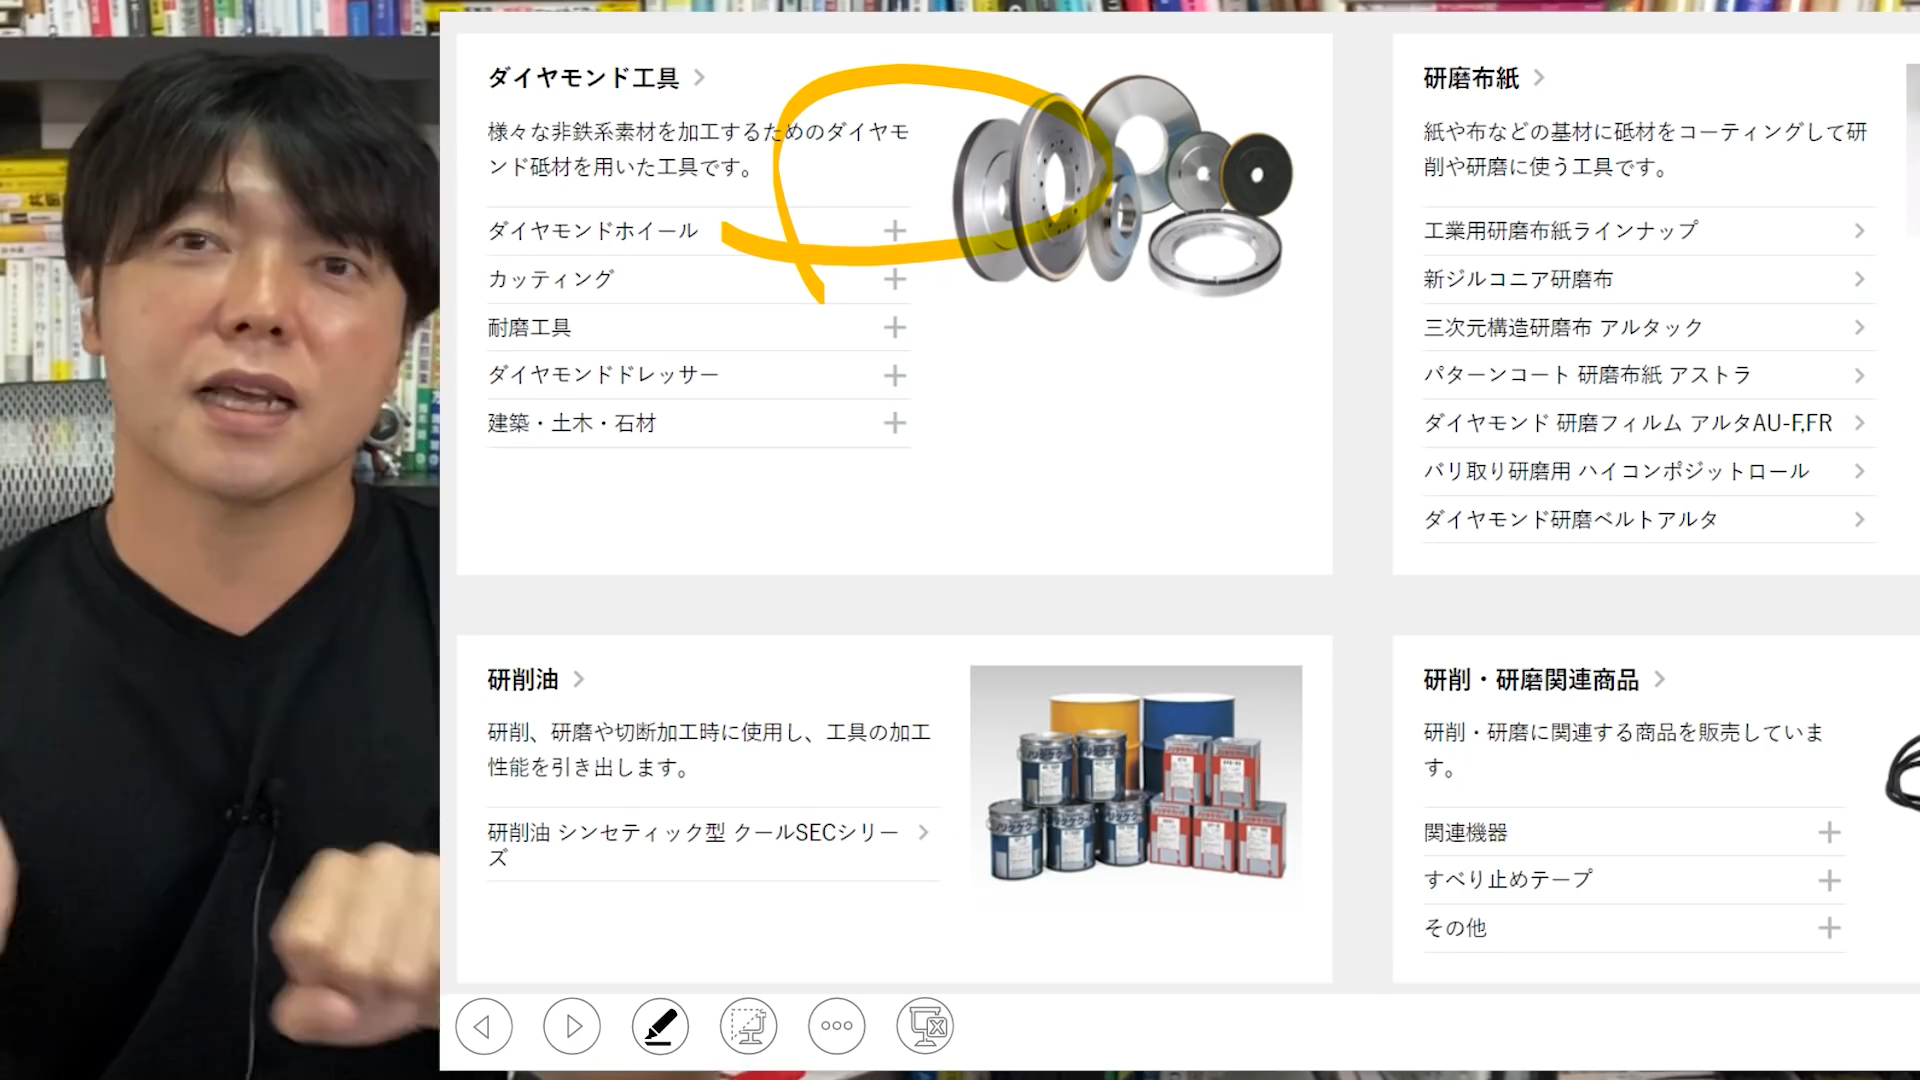 ダイヤモンド工具
様々な非鉄系素材を加工するためのダイヤモ
ンド砥材を用いた工具です。
ダイヤモンドホイール
カッティング
耐磨工具
ダイヤモンドドレッサー
建築・土木・石材
研磨布紙
紙や布などの基材に砥材をコーティングして研
削や研磨に使う工具です。
工業用研磨布紙ラインナップ
新ジルコニア研磨布
三次元構造研磨布 アルタック
パターンコート 研磨布紙 アストラ
ダイヤモンド 研磨フィルム アルタAU-F,FR
バリ取り研磨用 ハイコンポジットロール
ダイヤモンド研磨ベルトアルタ
研削油
研削、研磨や切断加工時に使用し、工具の加工
性能を引き出します。
研削油 シンセティック型 クールSECシリー
ズ
研削・研磨関連商品
研削・研磨に関連する商品を販売していま
す。
関連機器
すべり止めテープ
その他